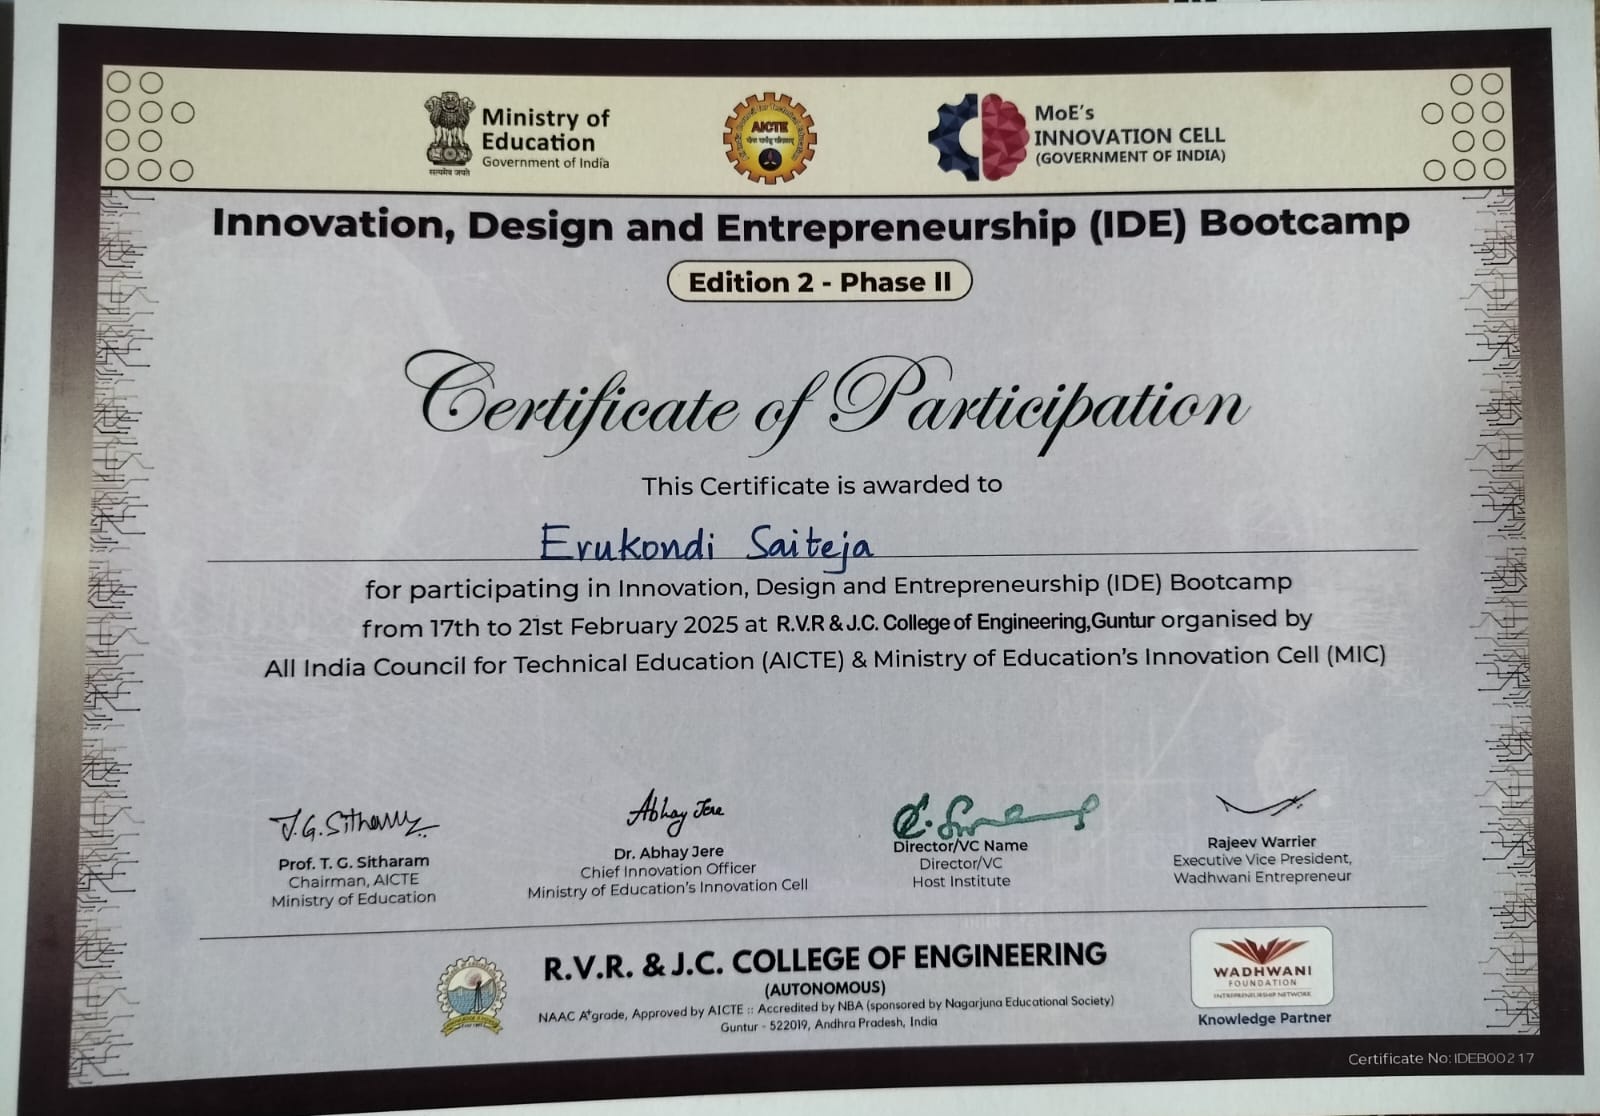 Ministry of
Education
Government of India
सत्यमेव जयते
AICTE
MoE's
INNOVATION CELL
(GOVERNMENT OF INDIA)
Innovation, Design and Entrepreneurship (IDE) Bootcamp
Edition 2 - Phase II
Certificate of Participation
This Certificate is awarded to
Erukondi Saiteja
for participating in Innovation, Design and Entrepreneurship (IDE) Bootcamp
from 17th to 21st February 2025 at R.V.R & J.C. College of Engineering,Guntur organised by
All India Council for Technical Education (AICTE) & Ministry of Education's Innovation Cell (MIC)
T.G. Sitharam
Prof. T. G. Sitharam
Chairman, AICTE
Ministry of Education
Abhay Jere
Dr. Abhay Jere
Chief Innovation Officer
Ministry of Education's Innovation Cell
Director/VC Name
Director/VC
Host Institute
Rajeev Warrier
Executive Vice President,
Wadhwani Entrepreneur
R.V.R. & J.C. COLLEGE OF ENGINEERING
(AUTONOMOUS)
NAAC A+grade, Approved by AICTE :: Accredited by NBA (sponsored by Nagarjuna Educational Society)
Guntur - 522019, Andhra Pradesh, India
WADHWANI
FOUNDATION
ENTREPRENEURSHIP NETWORK
Knowledge Partner
Certificate No: IDEB00217